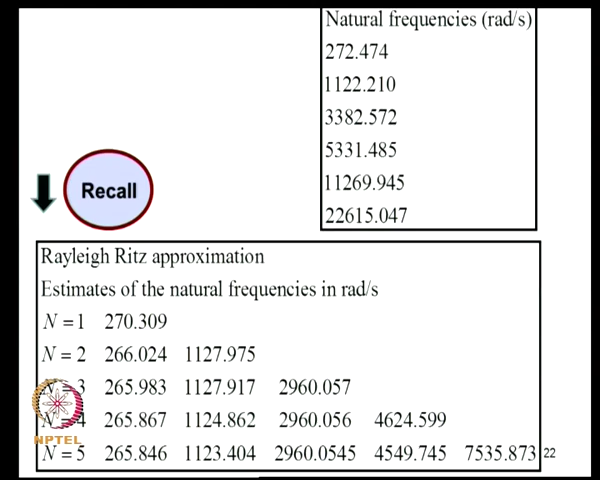 Natural frequencies (rad/s)
272.474
1122.210
3382.572
5331.485
11269.945
22615.047
Recall
Rayleigh Ritz approximation
Estimates of the natural frequencies in rad/s
N = 1 270.309
N = 2 266.024 1127.975
N = 3 265.983 1127.917 2960.057
N = 4 265.867 1124.862 2960.056 4624.599
N = 5 265.846 1123.404 2960.0545 4549.745 7535.873
NPTEL
22